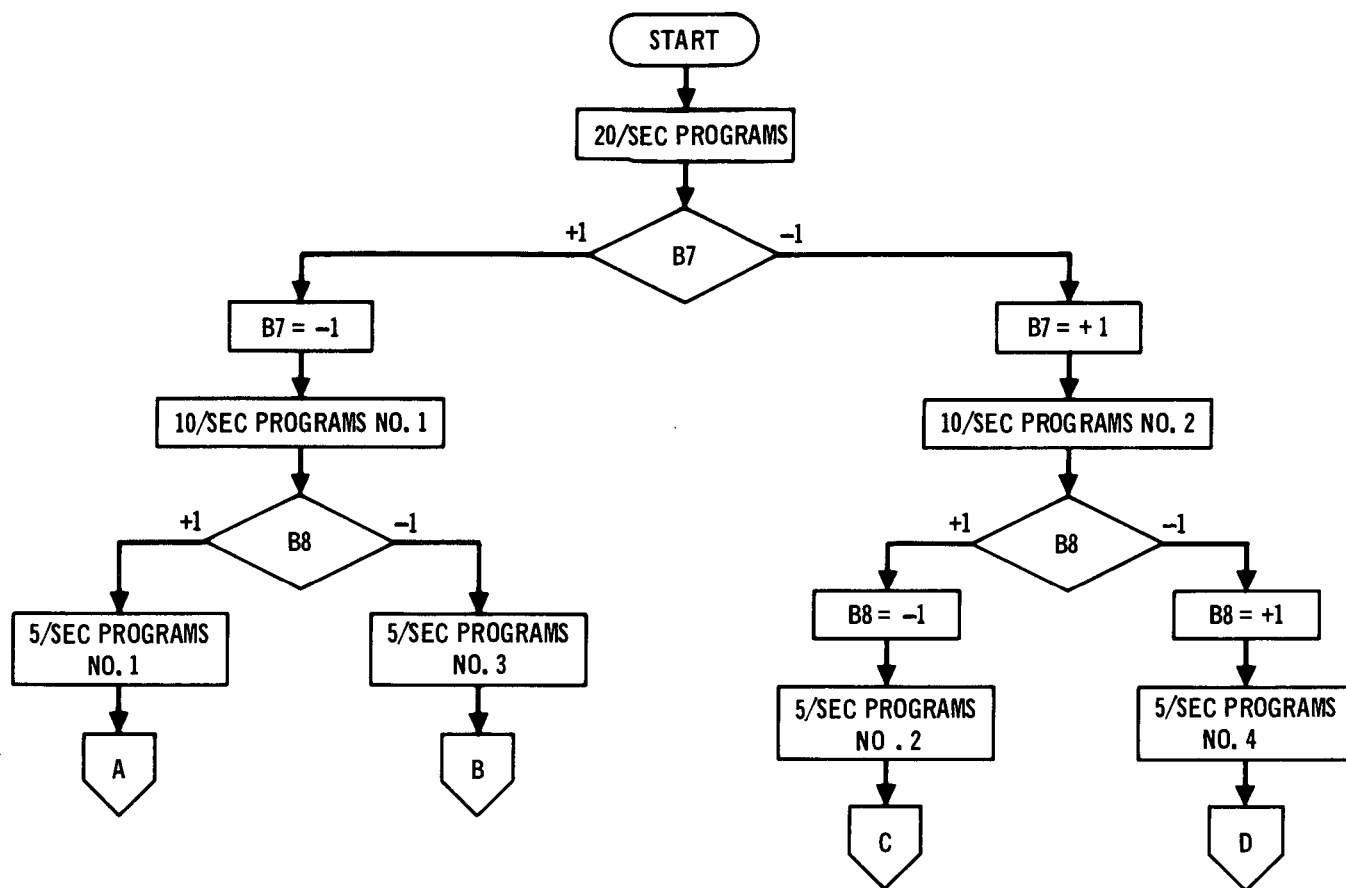 START
20/SEC PROGRAMS
+1
-1
B7
B7 = -1
B7 = + 1
10/SEC PROGRAMS NO. 1
10/SEC PROGRAMS NO. 2
+1
-1
B8
+1
-1
B8
B8 = -1
B8 = +1
5/SEC PROGRAMS
NO. 1
5/SEC PROGRAMS
NO. 3
5/SEC PROGRAMS
NO . 2
5/SEC PROGRAMS
NO. 4
A
B
C
D